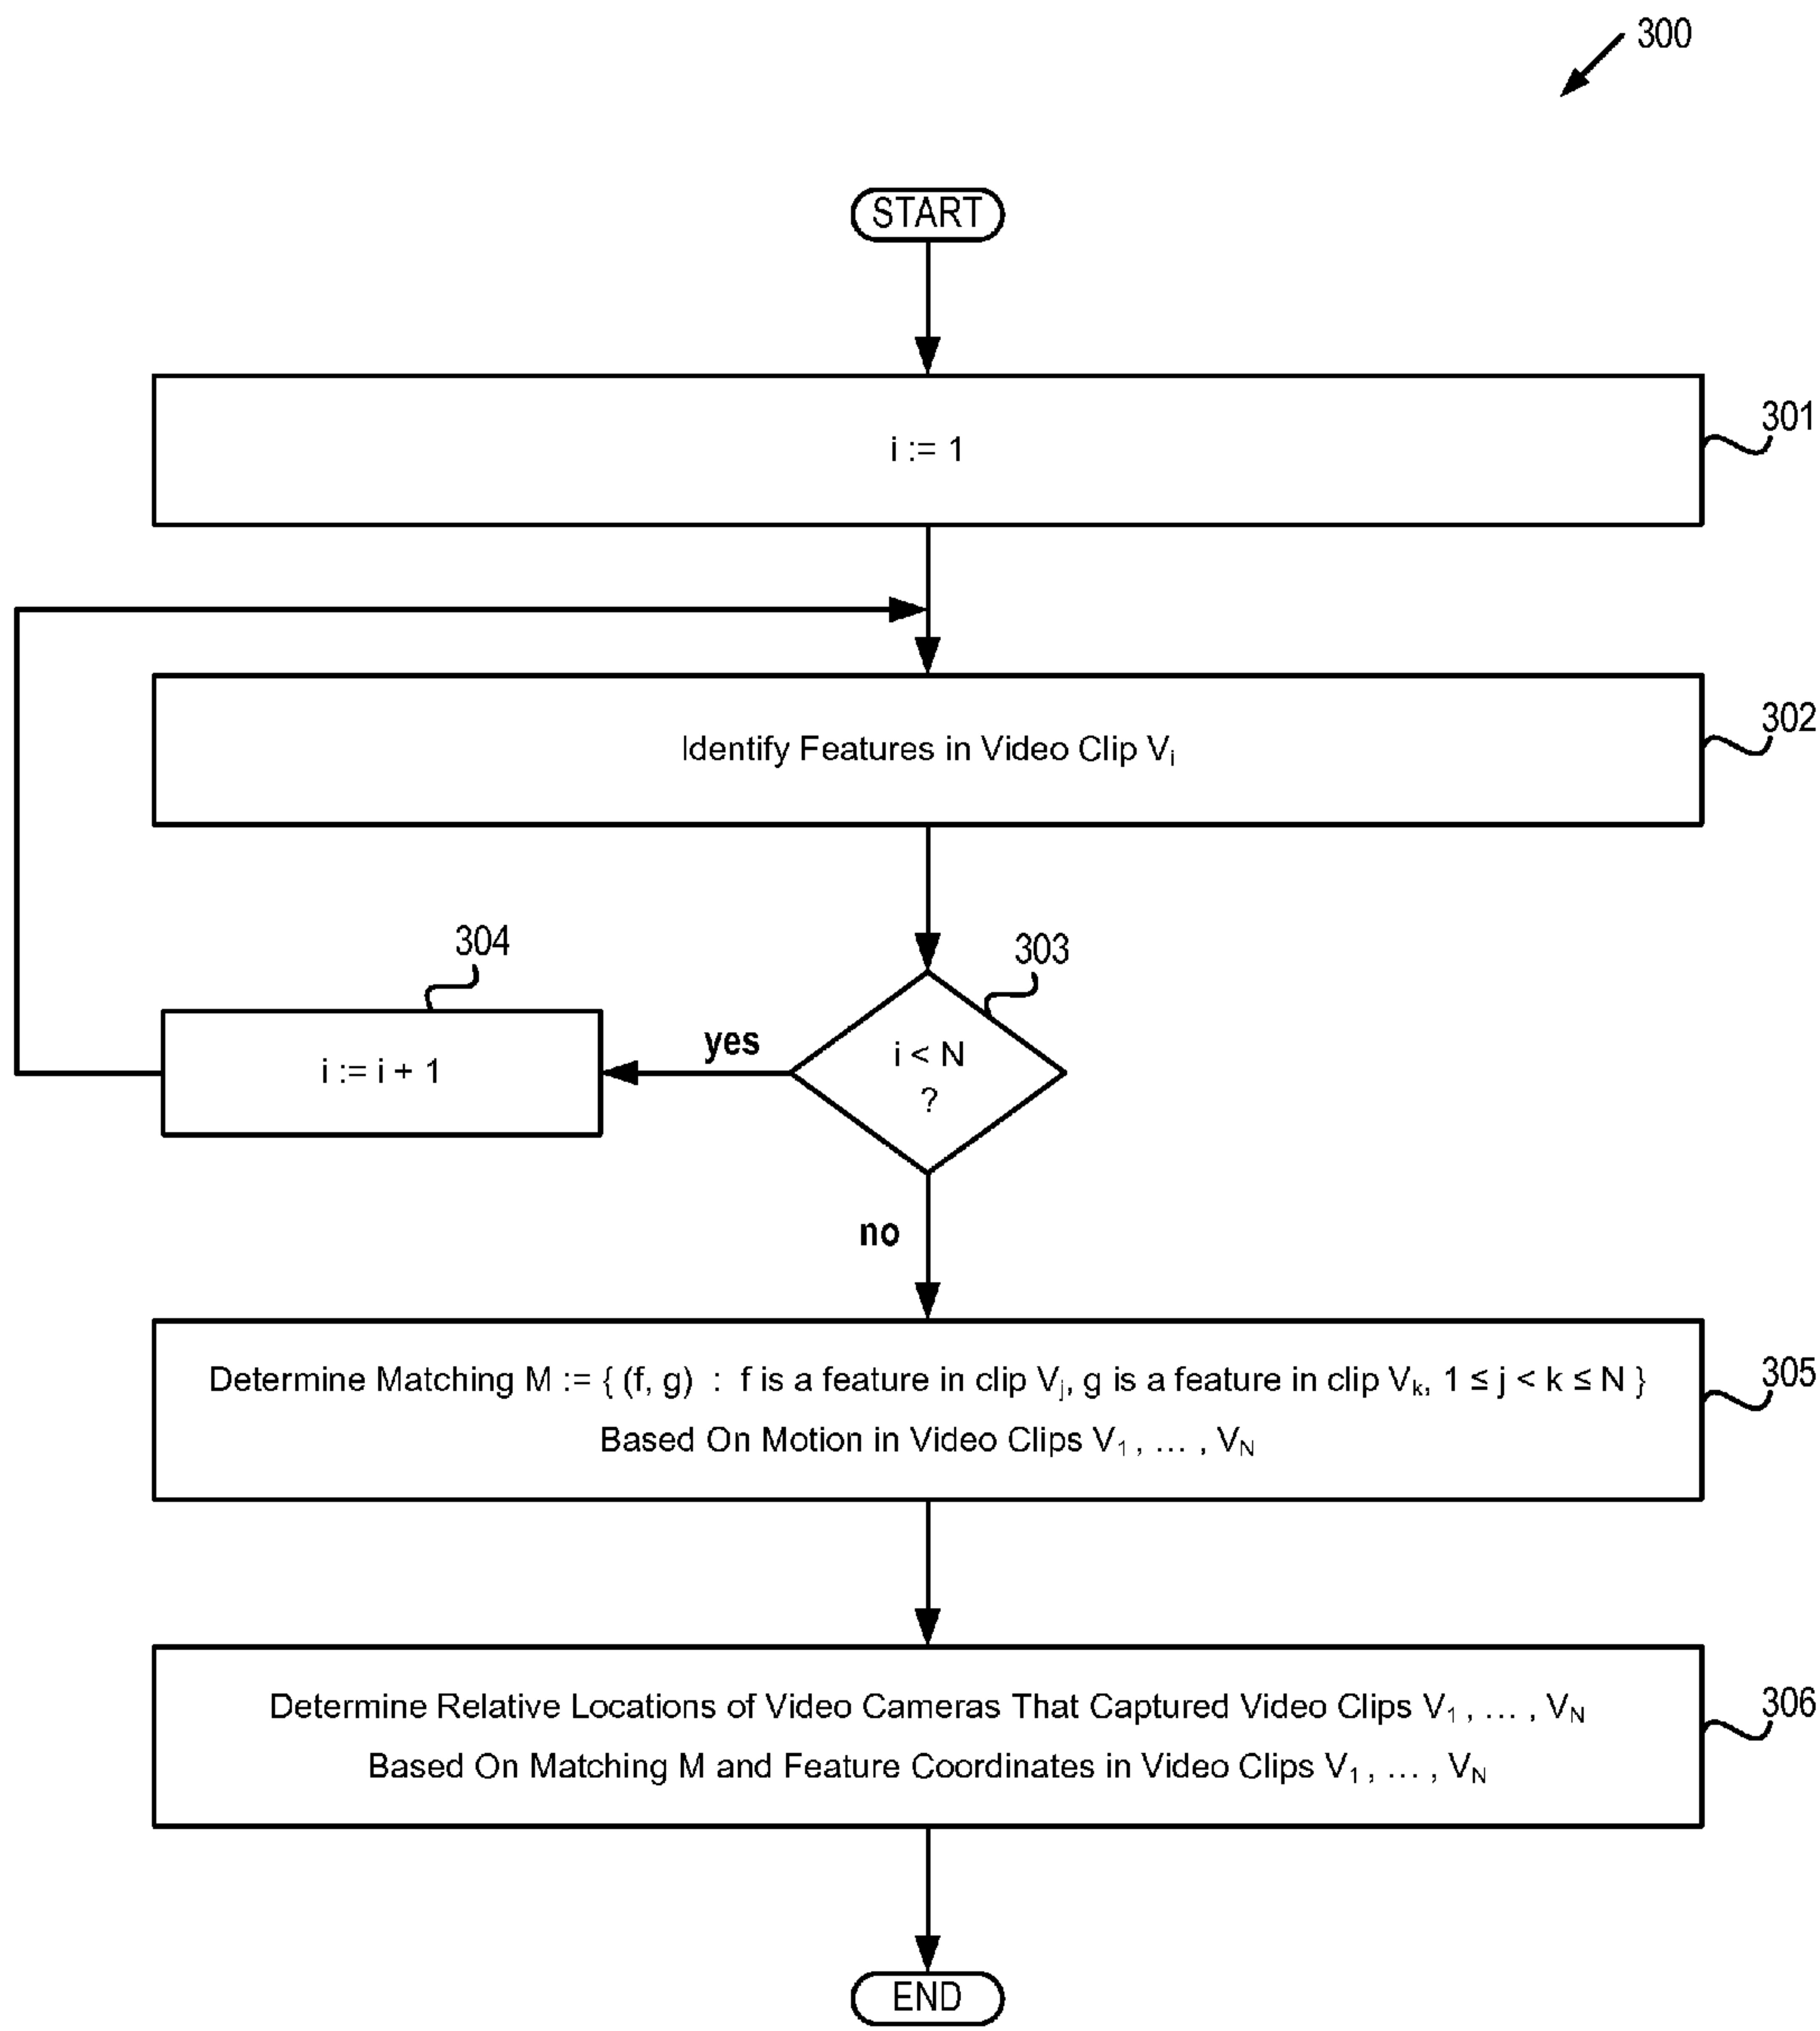 300
START
i := 1
301
Identify Features in Video Clip Vᵢ
302
304
303
i := i + 1
yes
i < N
?
no
Determine Matching M := { (f, g) : f is a feature in clip Vⱼ, g is a feature in clip Vₖ, 1 ≤ j < k ≤ N }
Based On Motion in Video Clips V₁ , … , V_N
305
Determine Relative Locations of Video Cameras That Captured Video Clips V₁ , … , V_N
Based On Matching M and Feature Coordinates in Video Clips V₁ , … , V_N
306
END